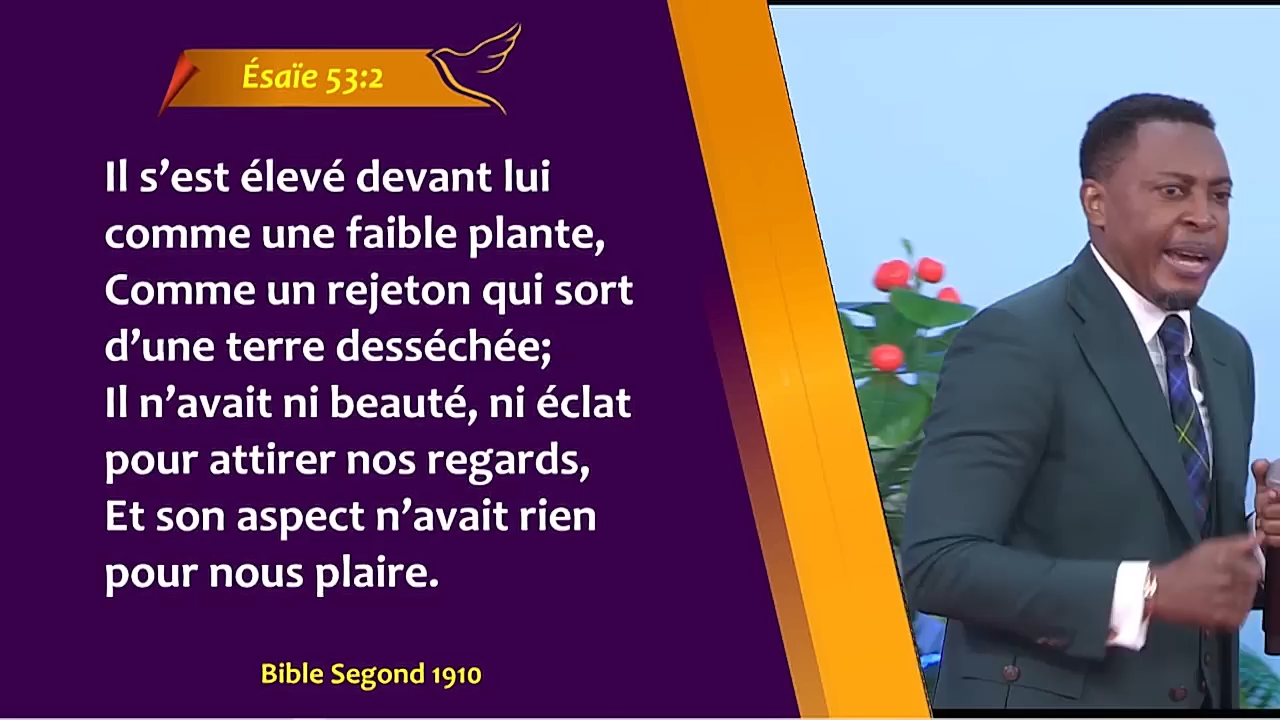 Ésaïe 53:2
Il s’est élevé devant lui
comme une faible plante,
Comme un rejeton qui sort
d’une terre desséchée;
Il n’avait ni beauté, ni éclat
pour attirer nos regards,
Et son aspect n’avait rien
pour nous plaire.
Bible Segond 1910